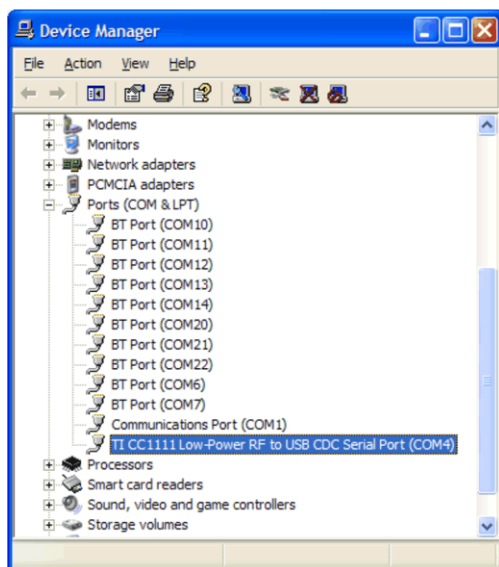 Device Manager
File Action View Help
Modems
Monitors
Network adapters
PCMCIA adapters
Ports (COM & LPT)
BT Port (COM10)
BT Port (COM11)
BT Port (COM12)
BT Port (COM13)
BT Port (COM14)
BT Port (COM20)
BT Port (COM21)
BT Port (COM22)
BT Port (COM6)
BT Port (COM7)
Communications Port (COM1)
TI CC1111 Low-Power RF to USB CDC Serial Port (COM4)
Processors
Smart card readers
Sound, video and game controllers
Storage volumes